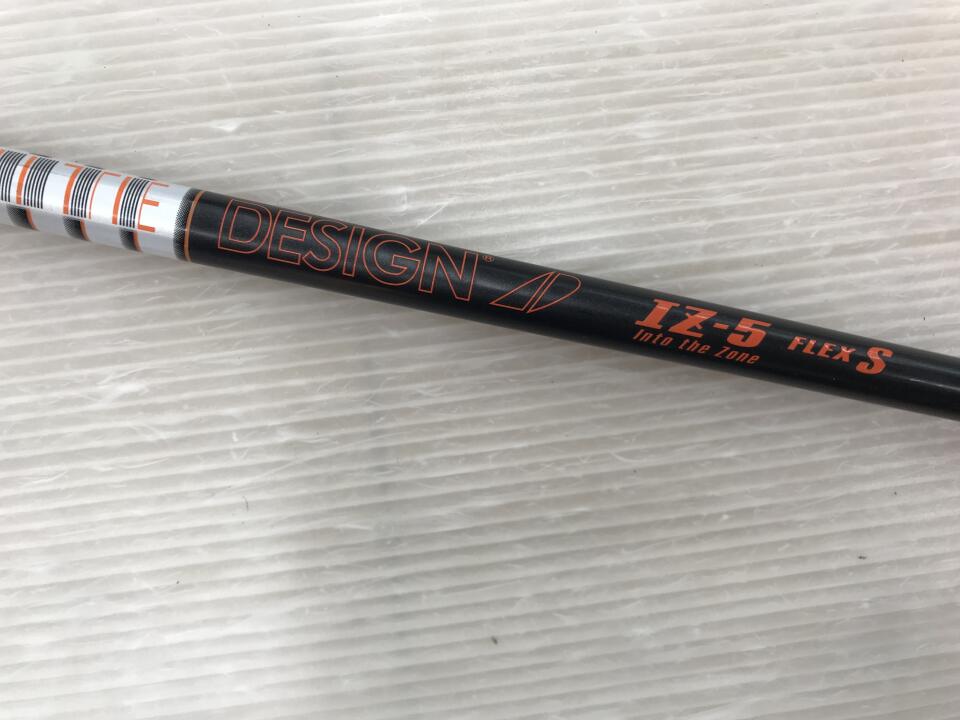 DESIGN®
IZ-5 FLEX S
Into the Zone